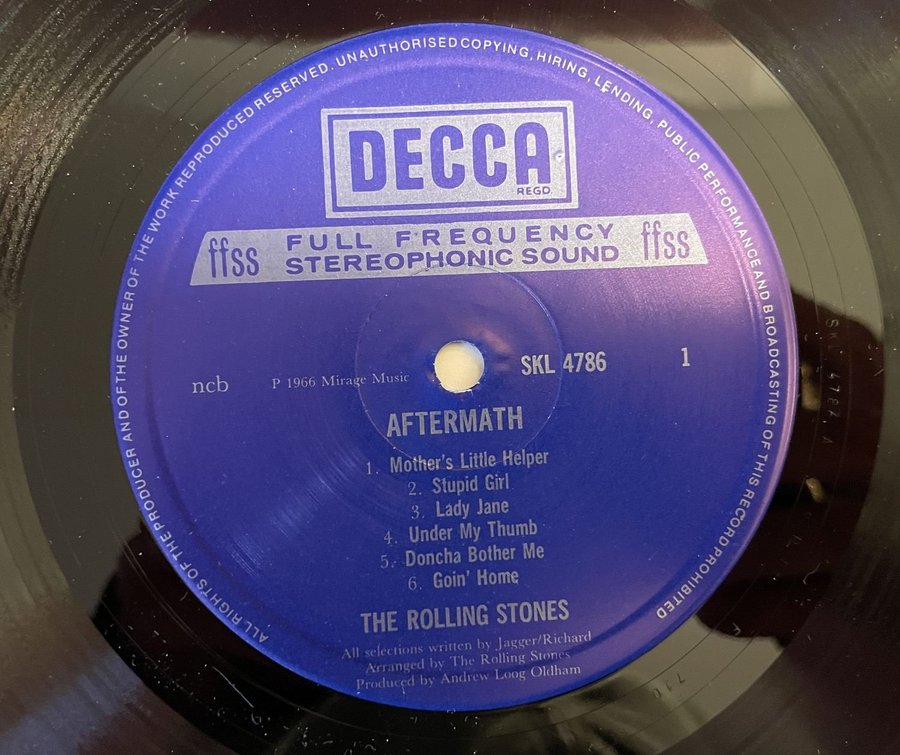 ALL RIGHTS OF THE PRODUCER AND OF THE OWNER OF THE WORK REPRODUCED RESERVED. UNAUTHORISED COPYING, HIRING, LENDING, PUBLIC PERFORMANCE AND BROADCASTING OF THIS RECORD PROHIBITED
DECCA
REGD.
ffss FULL FREQUENCY STEREOPHONIC SOUND ffss
SKL 4786 1
ncb P 1966 Mirage Music
AFTERMATH
1. Mother's Little Helper
2. Stupid Girl
3. Lady Jane
4. Under My Thumb
5. Doncha Bother Me
6. Goin' Home
THE ROLLING STONES
All selections written by Jagger/Richard
Arranged by The Rolling Stones
Produced by Andrew Loog Oldham